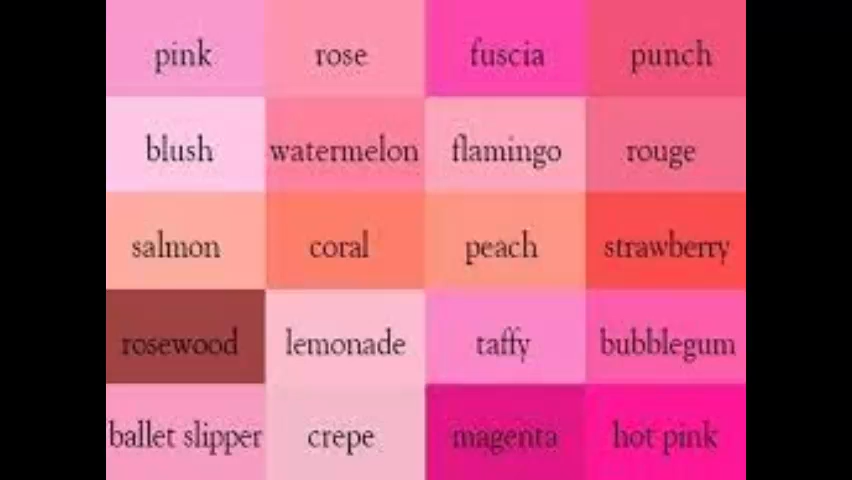 pink rose fuscia punch
blush watermelon flamingo rouge
salmon coral peach strawberry
rosewood lemonade taffy bubblegum
ballet slipper crepe magenta hot pink